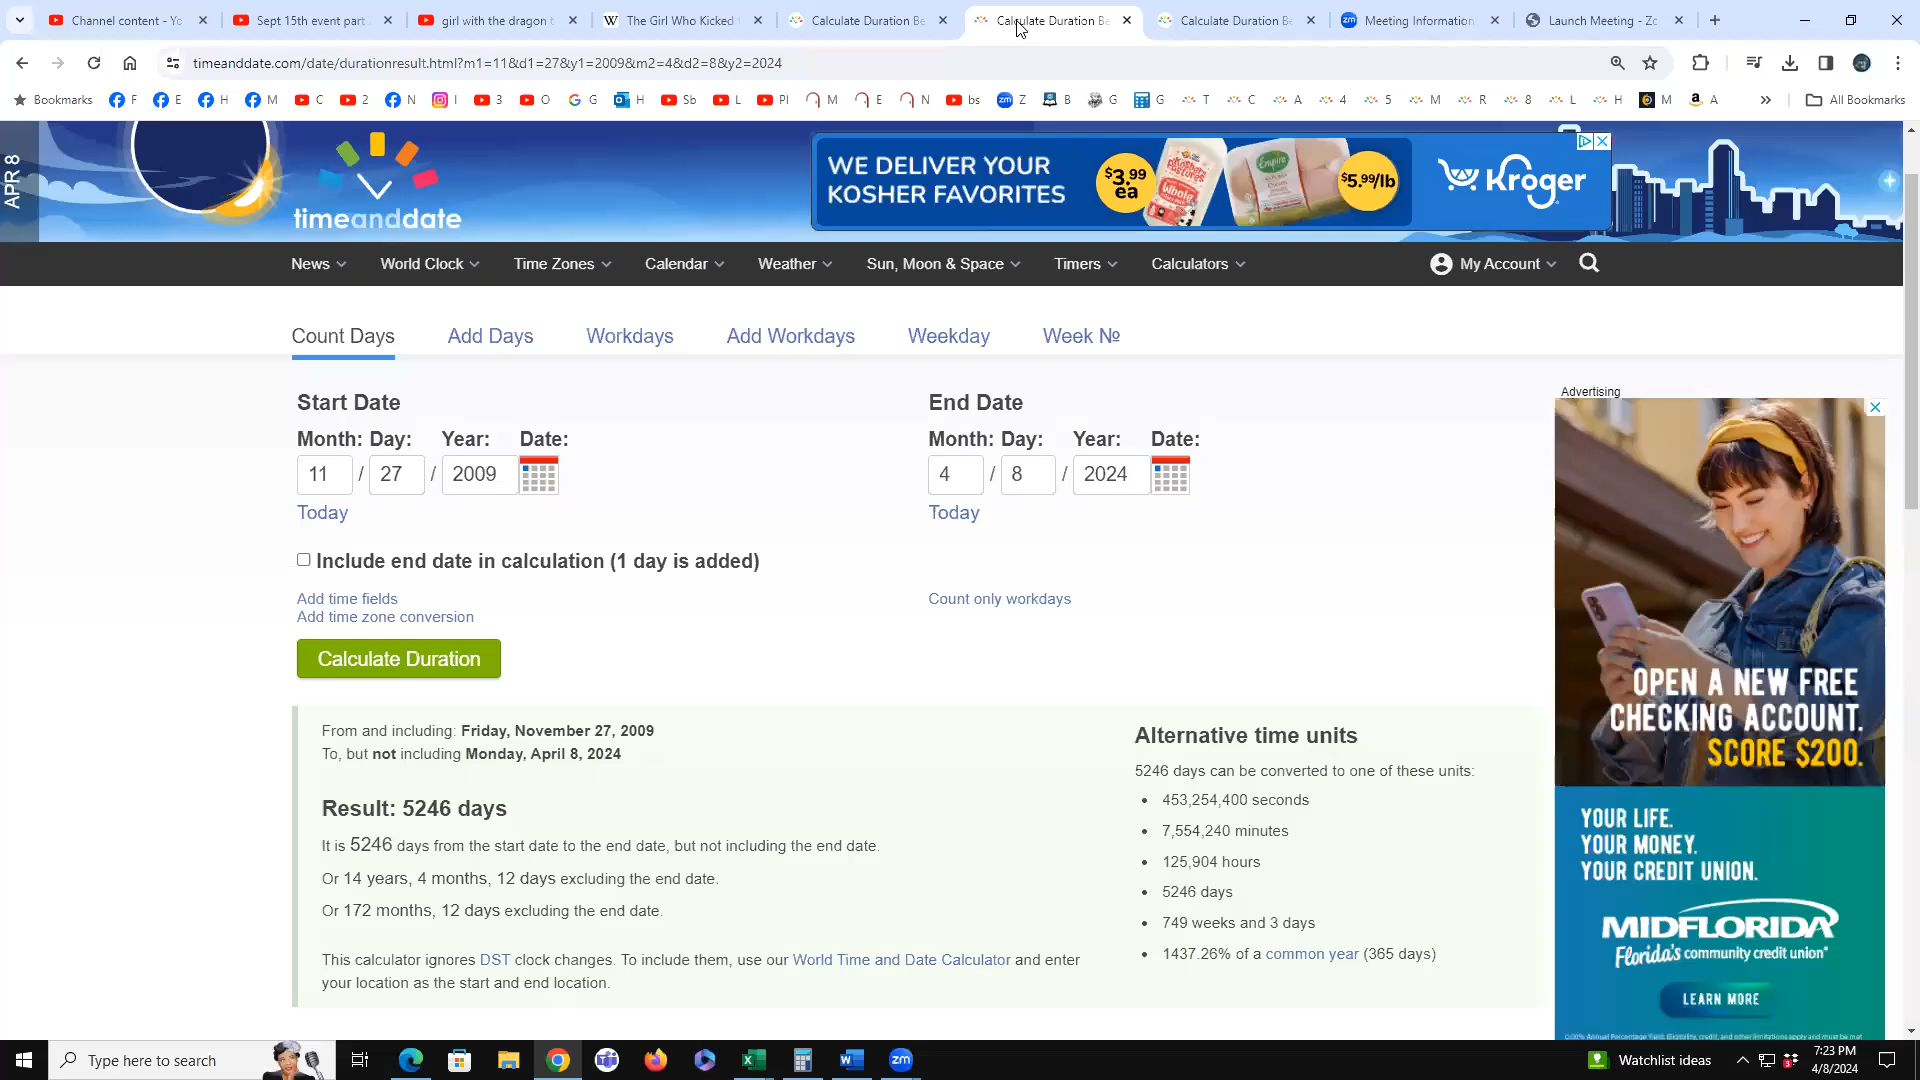 Channel content - Yo
Sept 15th event part
girl with the dragon t
The Girl Who Kicked
Calculate Duration Be
Calculate Duration Be
Calculate Duration Be
Meeting Information
Launch Meeting - Zo
timeanddate.com/date/durationresult.html?m1=11&d1=27&y1=2009&m2=4&d2=8&y2=2024
Bookmarks F E H M C 2 N I 3 O G H Sb L Pl M E N bs Z B G G T C A 4 5 M R 8 L H M A » All Bookmarks
APR 8
timeanddate
WE DELIVER YOUR
KOSHER FAVORITES
$3.99
ea
Whole
Empire
$5.99/lb
Kroger
News World Clock Time Zones Calendar Weather Sun, Moon & Space Timers Calculators My Account
Count Days Add Days Workdays Add Workdays Weekday Week №
Start Date
Month: Day: Year: Date:
11 / 27 / 2009
Today
End Date
Month: Day: Year: Date:
4 / 8 / 2024
Today
Include end date in calculation (1 day is added)
Add time fields
Add time zone conversion
Count only workdays
Calculate Duration
From and including: Friday, November 27, 2009
To, but not including Monday, April 8, 2024
Result: 5246 days
It is 5246 days from the start date to the end date, but not including the end date.
Or 14 years, 4 months, 12 days excluding the end date.
Or 172 months, 12 days excluding the end date.
This calculator ignores DST clock changes. To include them, use our World Time and Date Calculator and enter
your location as the start and end location.
Alternative time units
5246 days can be converted to one of these units:
• 453,254,400 seconds
• 7,554,240 minutes
• 125,904 hours
• 5246 days
• 749 weeks and 3 days
• 1437.26% of a common year (365 days)
Advertising
OPEN A NEW FREE
CHECKING ACCOUNT.
SCORE $200.
YOUR LIFE.
YOUR MONEY.
YOUR CREDIT UNION.
MIDFLORIDA
Florida's community credit union
LEARN MORE
Type here to search
Watchlist ideas
7:23 PM
4/8/2024